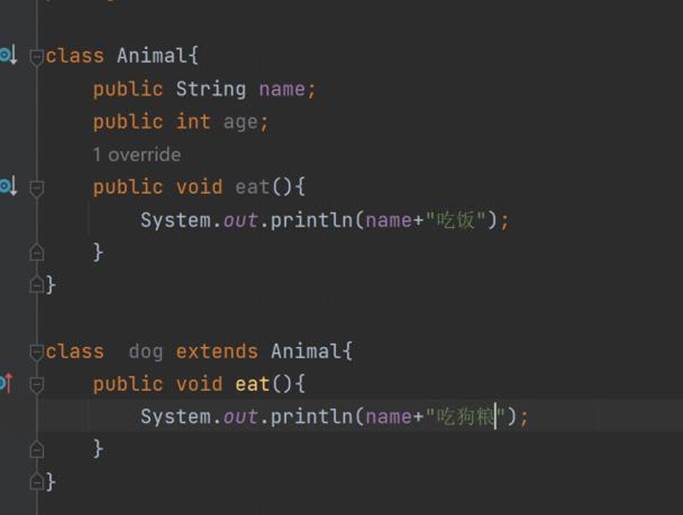 class Animal{
public String name;
public int age;
1 override
public void eat(){
System.out.println(name+"吃饭");
}
}
class  dog extends Animal{
public void eat(){
System.out.println(name+"吃狗粮");
}
}